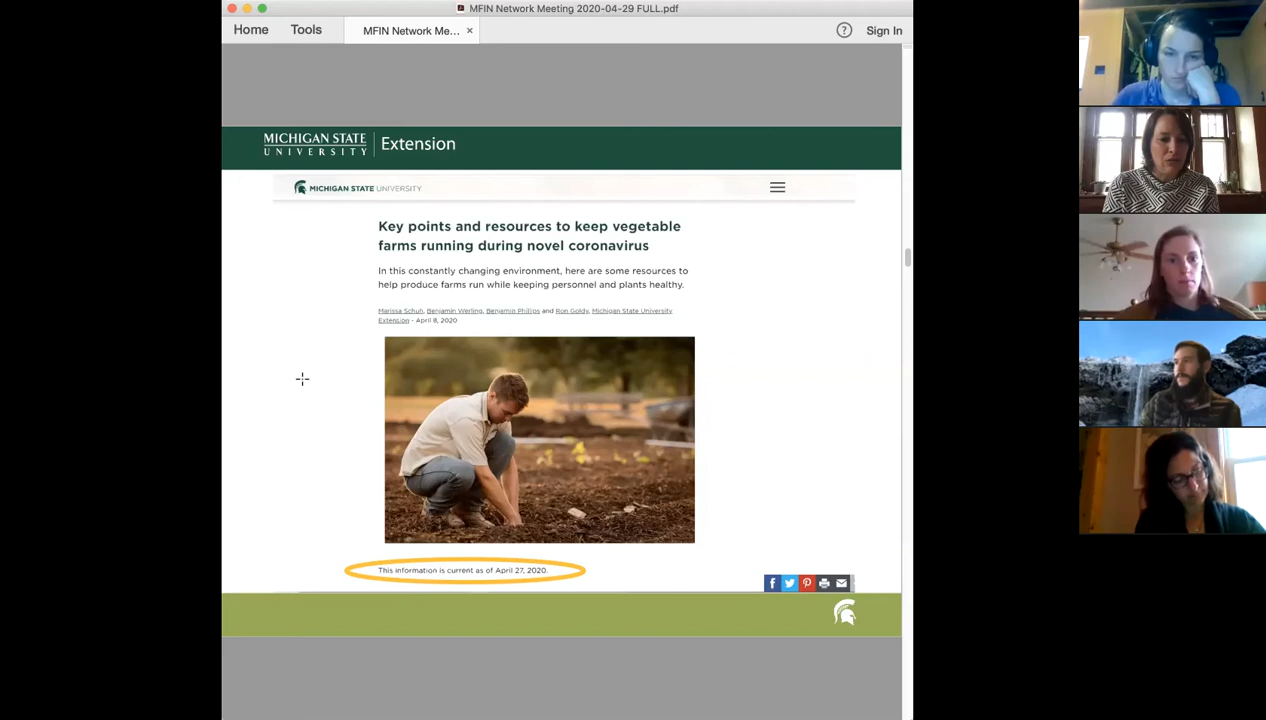 MFIN Network Meeting 2020-04-29 FULL.pdf
Home
Tools
MFIN Network Me...
×
?
Sign In
MICHIGAN STATE
UNIVERSITY
Extension
MICHIGAN STATE UNIVERSITY
Key points and resources to keep vegetable
farms running during novel coronavirus
In this constantly changing environment, here are some resources to
help produce farms run while keeping personnel and plants healthy.
Marissa Schuh, Benjamin Werling, Benjamin Phillips and Ron Goldy, Michigan State University
Extension - April 8, 2020
This information is current as of April 27, 2020.